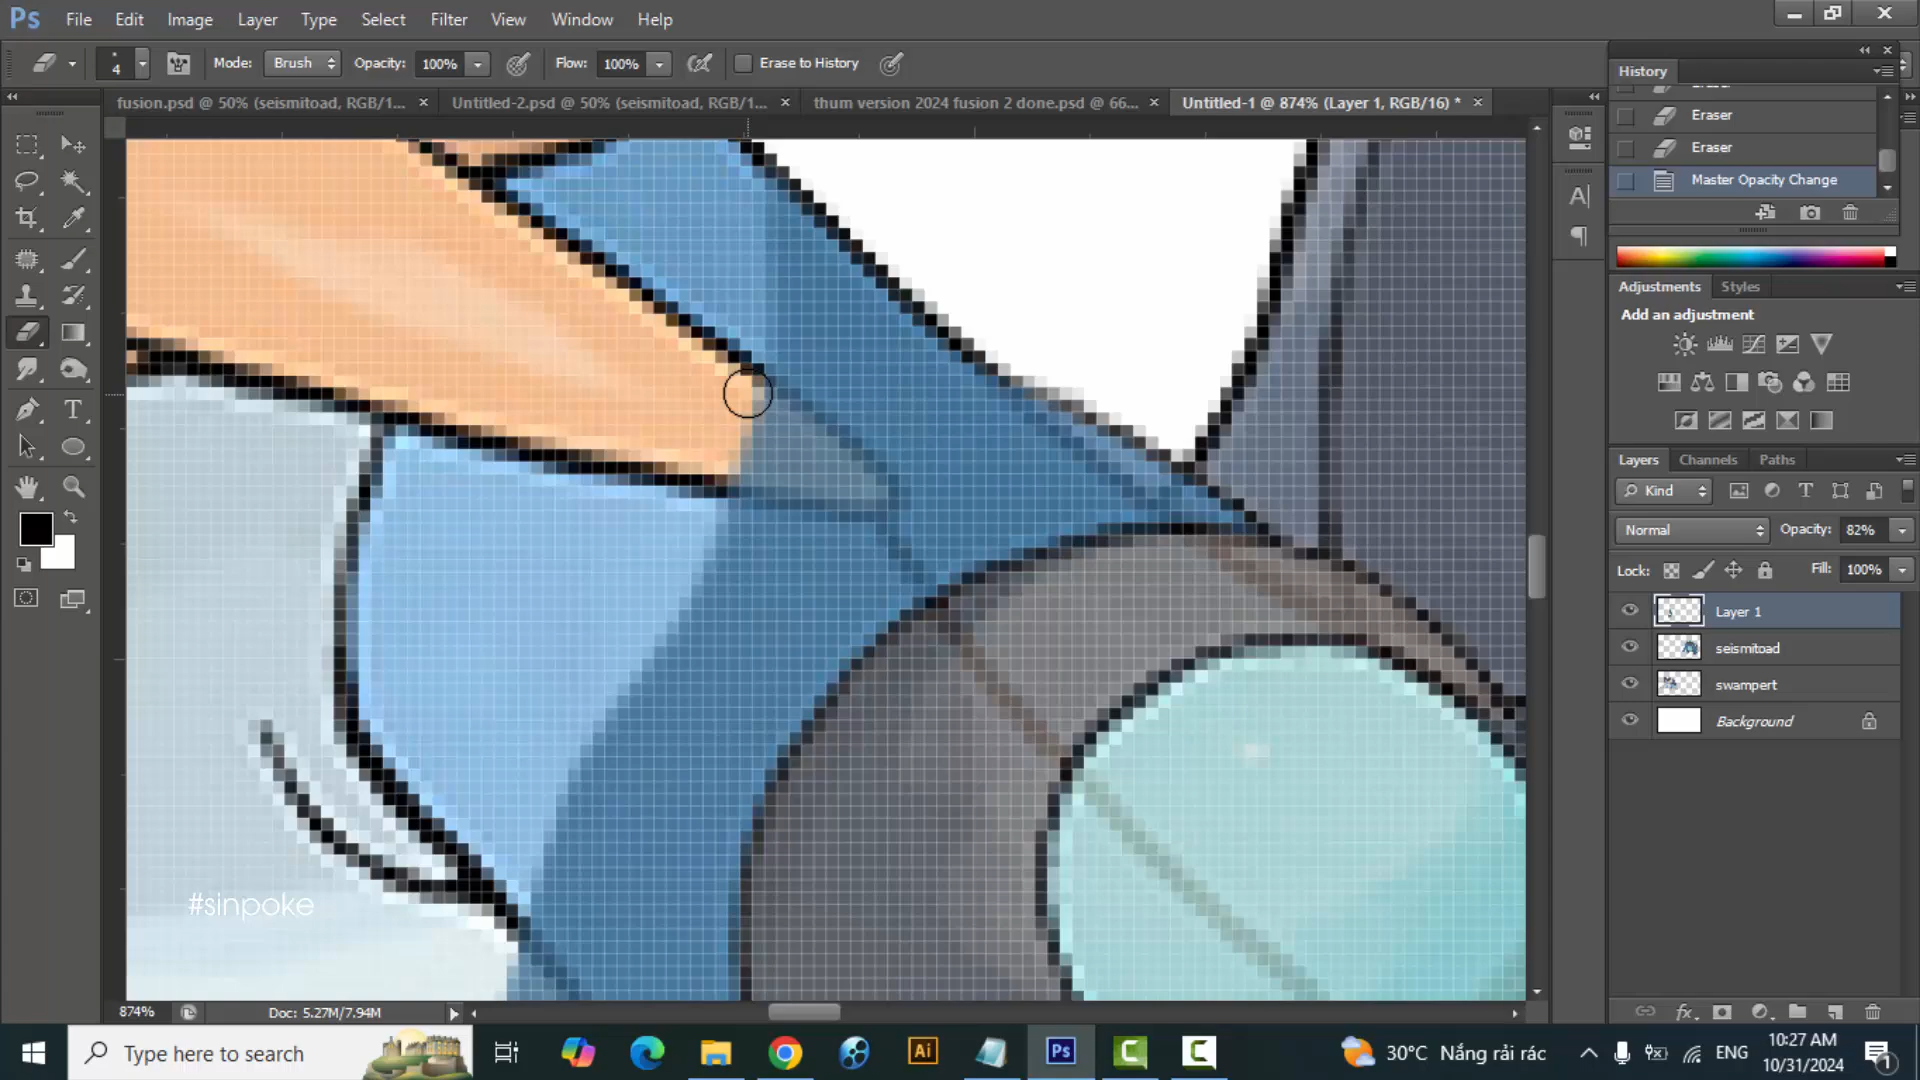 Ps File Edit Image Layer Type Select Filter View Window Help
4 Mode: Brush Opacity: 100% Flow: 100% Erase to History
fusion.psd @ 50% (seismitoad, RGB/1... Untitled-2.psd @ 50% (seismitoad, RGB/1... thum version 2024 fusion 2 done.psd @ 66... Untitled-1 @ 874% (Layer 1, RGB/16) *
History
Eraser
Eraser
Master Opacity Change
Adjustments Styles
Add an adjustment
Layers Channels Paths
Kind
Normal Opacity: 82%
Lock: Fill: 100%
Layer 1
seismitoad
swampert
Background
#sinpoke
874% Doc: 5.27M/7.94M
Type here to search
Ai Ps
30°C Nắng rải rác ENG
10:27 AM
10/31/2024
1